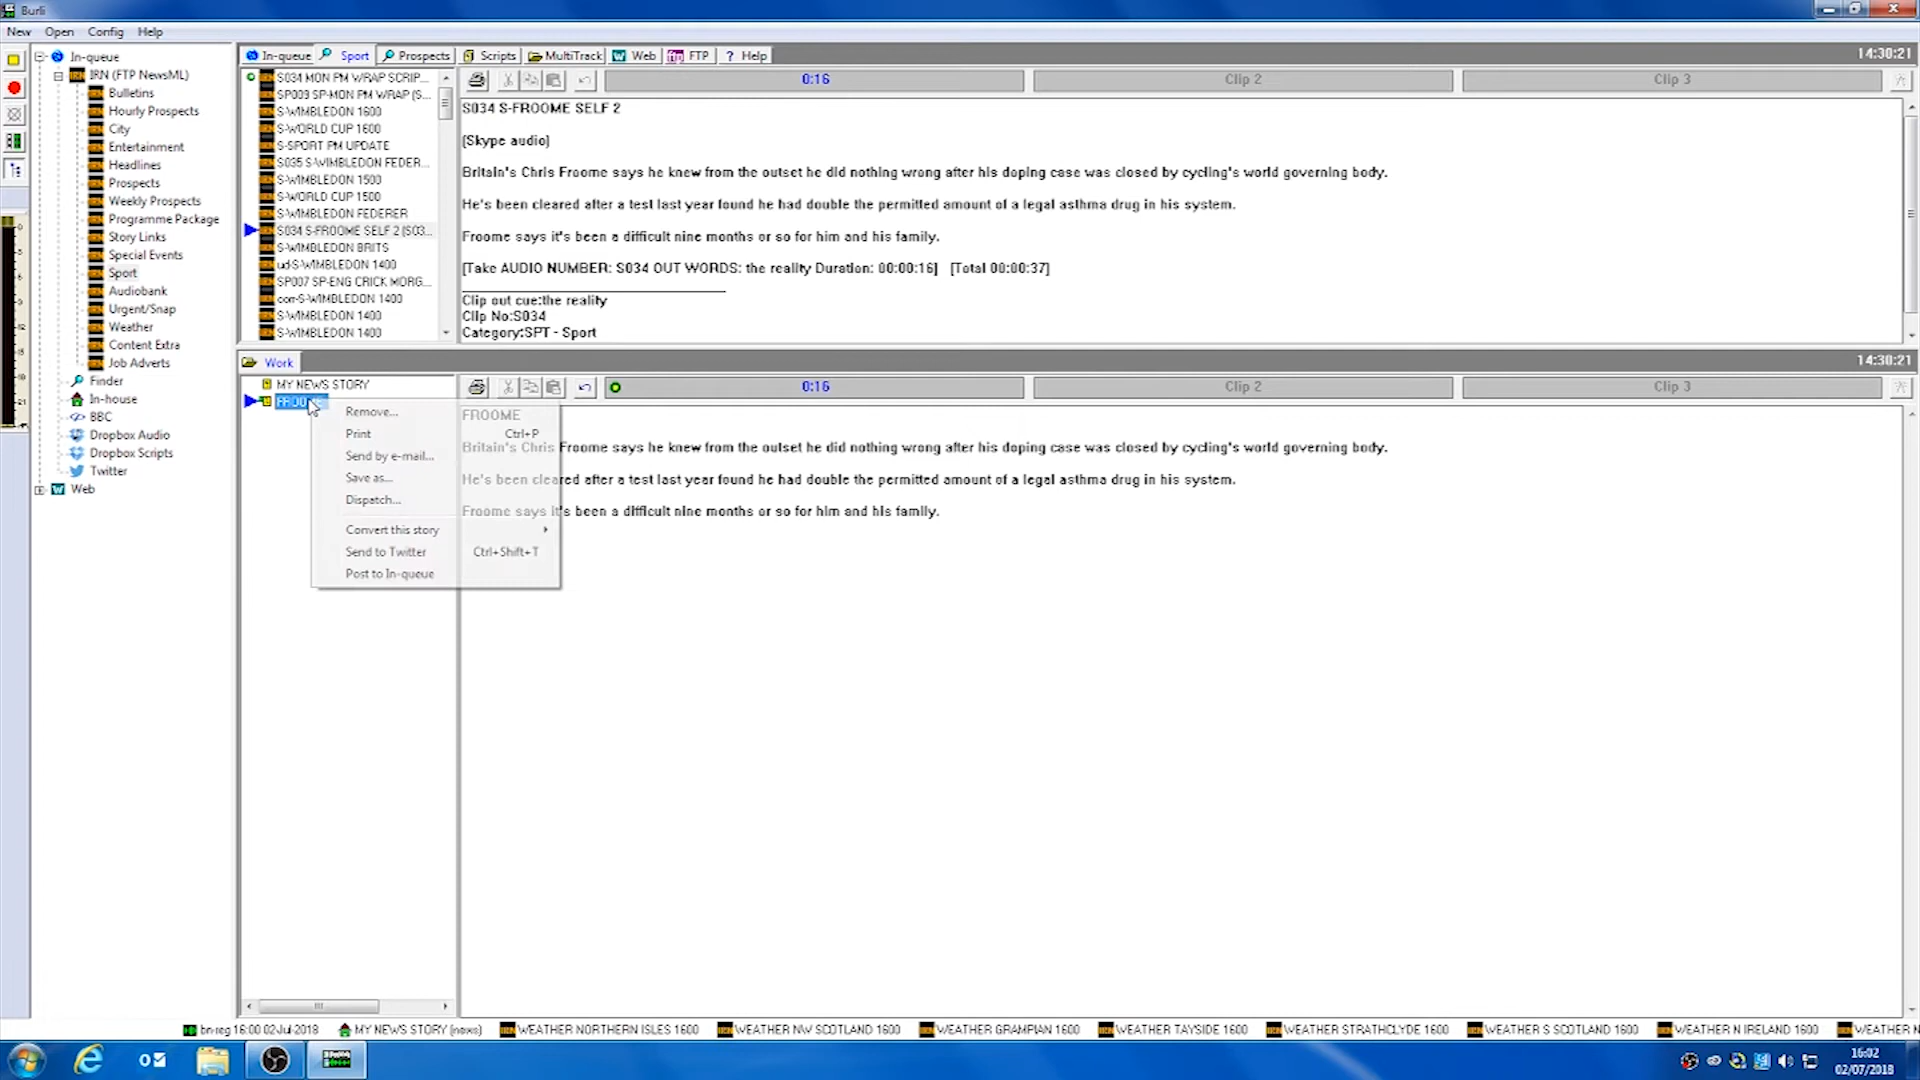 Burli
New Open Config Help
In-queue
IRN (FTP NewsML)
Bulletins
Hourly Prospects
City
Entertainment
Headlines
Prospects
Weekly Prospects
Programme Package
Story Links
Special Events
Sport
Audiobank
Urgent/Snap
Weather
Content Extra
Job Adverts
Finder
In-house
BBC
Dropbox Audio
Dropbox Scripts
Twitter
Web
In-queue Sport Prospects Scripts MultiTrack Web FTP Help
14:30:21
S034 MON PM WRAP SCRIP...
SP009 SP-MON PM WRAP (S...
S-WIMBLEDON 1600
S-WORLD CUP 1600
S-SPORT PM UPDATE
S035 S-WIMBLEDON FEDER...
S-WIMBLEDON 1500
S-WORLD CUP 1500
S-WIMBLEDON FEDERER
S034 S-FROOME SELF 2 (S03...
S-WIMBLEDON BRITS
ud-S-WIMBLEDON 1400
SP007 SP-ENG CRICK MORG...
corr-S-WIMBLEDON 1400
S-WIMBLEDON 1400
S-WIMBLEDON 1400
0:16 Clip 2 Clip 3
S034 S-FROOME SELF 2
[Skype audio]
Britain's Chris Froome says he knew from the outset he did nothing wrong after his doping case was closed by cycling's world governing body.
He's been cleared after a test last year found he had double the permitted amount of a legal asthma drug in his system.
Froome says it's been a difficult nine months or so for him and his family.
[Take AUDIO NUMBER: S034 OUT WORDS: the reality Duration: 00:00:16] [Total 00:00:37]
Clip out cue:the reality
Clip No:S034
Category:SPT - Sport
Work
14:30:21
MY NEWS STORY
FROOME
0:16 Clip 2 Clip 3
Remove...
Print Ctrl+P
Send by e-mail...
Save as...
Dispatch...
Convert this story
Send to Twitter Ctrl+Shift+T
Post to In-queue
FROOME
Britain's Chris Froome says he knew from the outset he did nothing wrong after his doping case was closed by cycling's world governing body.
He's been cleared after a test last year found he had double the permitted amount of a legal asthma drug in his system.
Froome says it's been a difficult nine months or so for him and his family.
bn-reg 16:00 02-Jul-2018 MY NEWS STORY (news) WEATHER NORTHERN ISLES 1600 WEATHER NW SCOTLAND 1600 WEATHER GRAMPIAN 1600 WEATHER TAYSIDE 1600 WEATHER STRATHCLYDE 1600 WEATHER S SCOTLAND 1600 WEATHER N IRELAND 1600 WEATHER N
16:02
02/07/2018